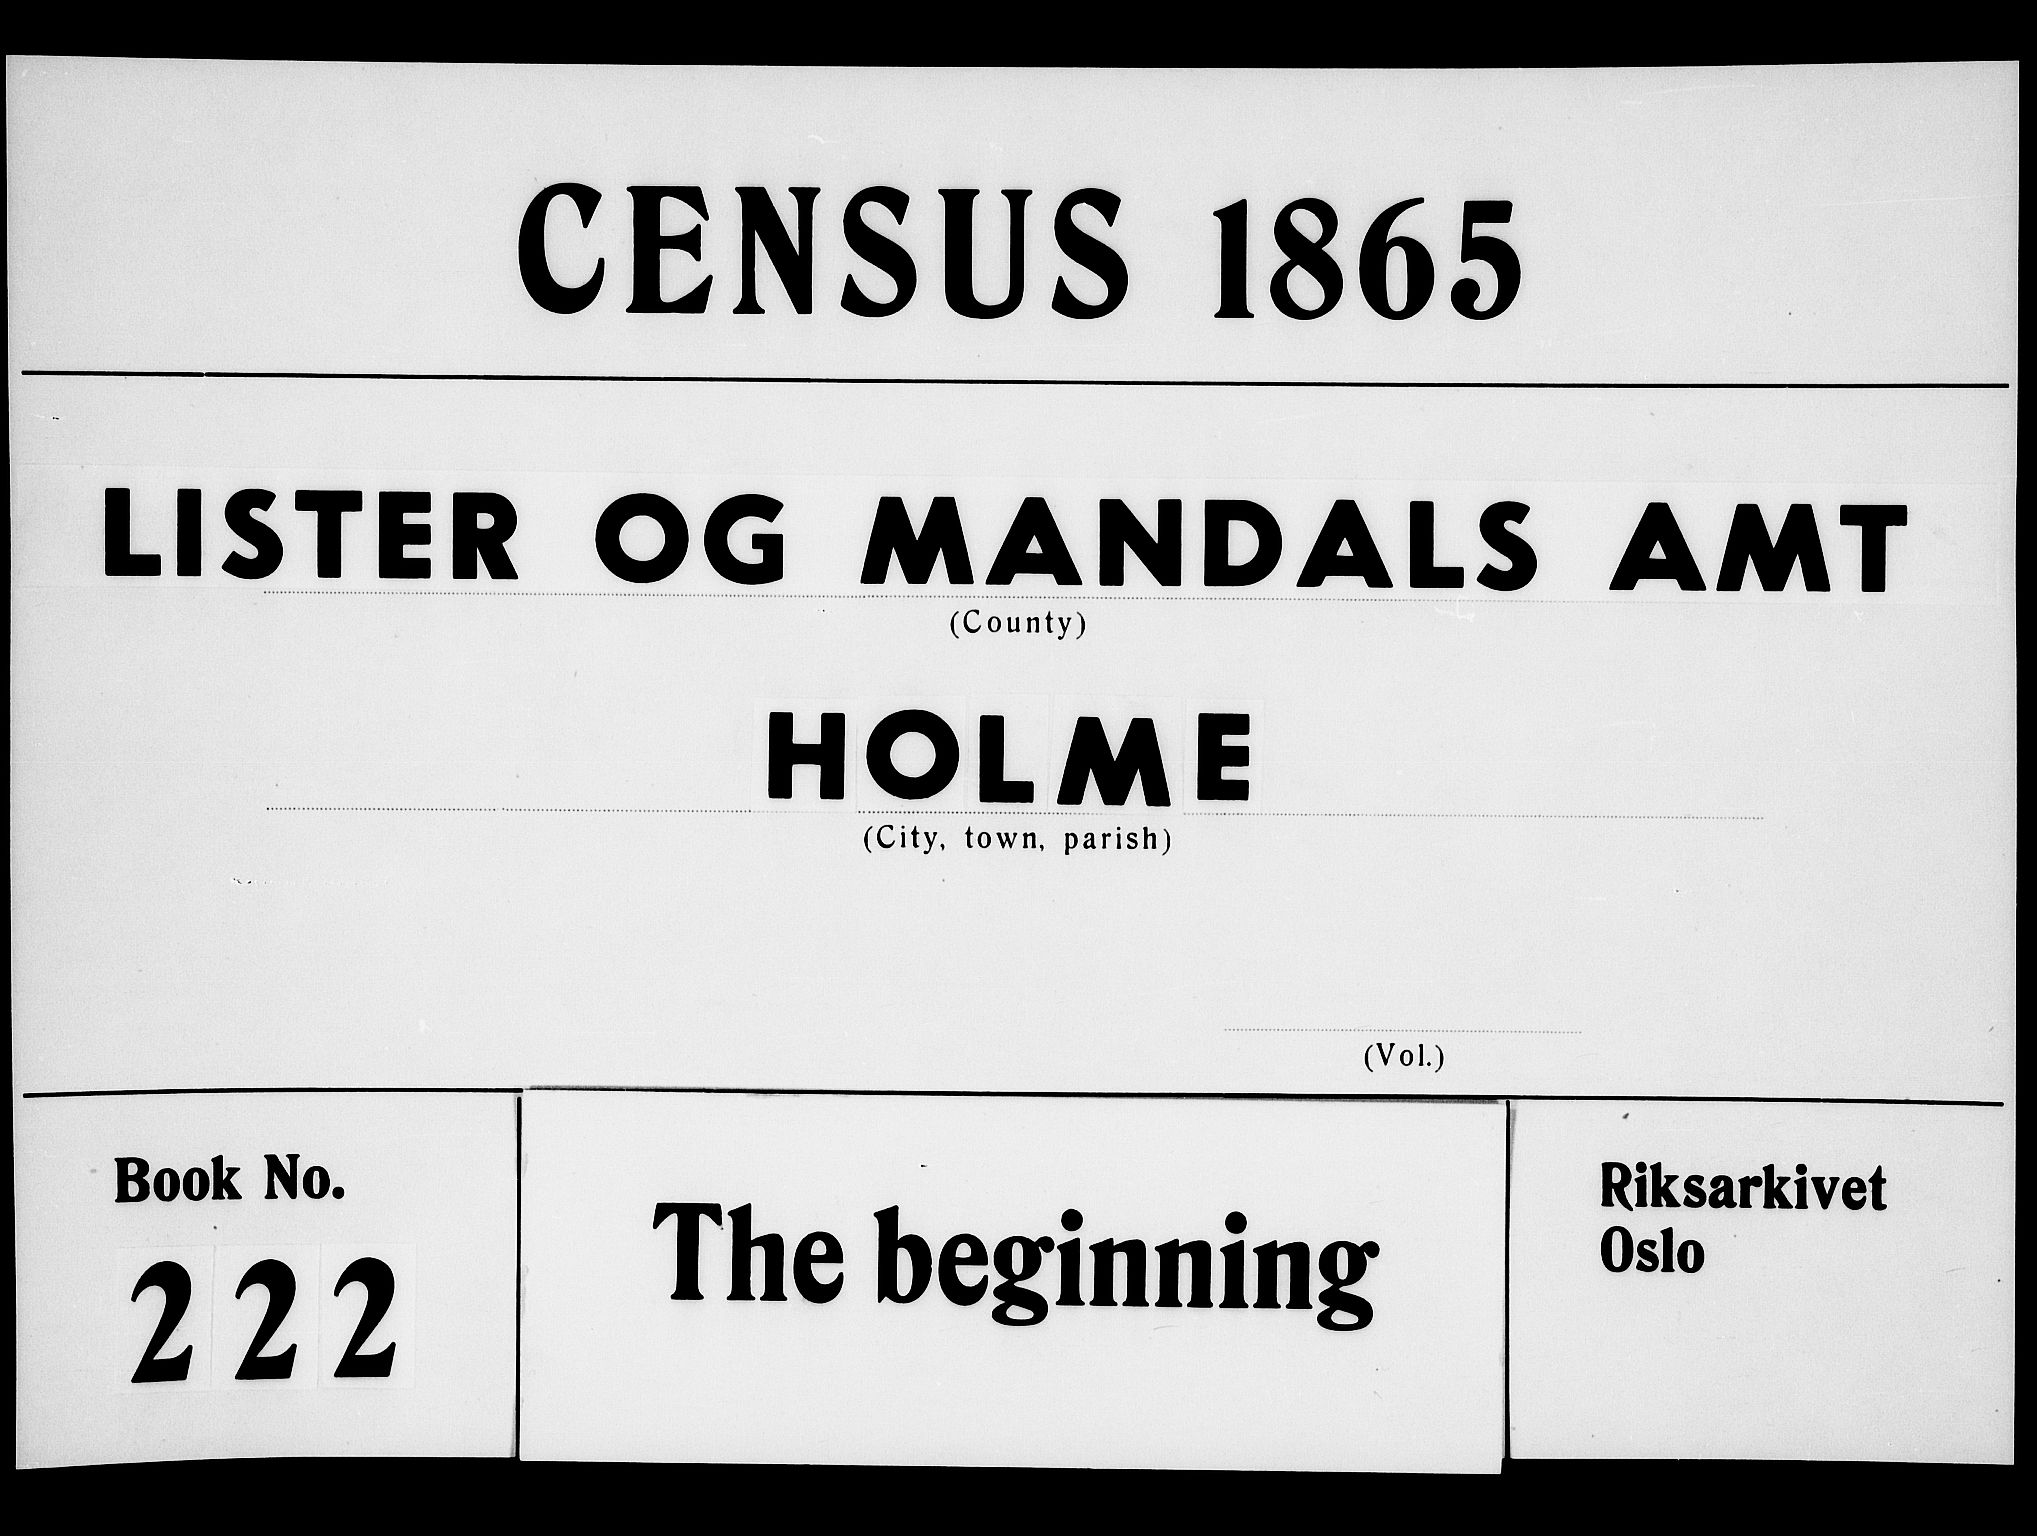 CENSUS 1865
LISTER OG MANDALS AMT
(County)
HOLME
(City, town, parish)
(Vol.)
Book No.
222
The beginning
Riksarkivet
Oslo